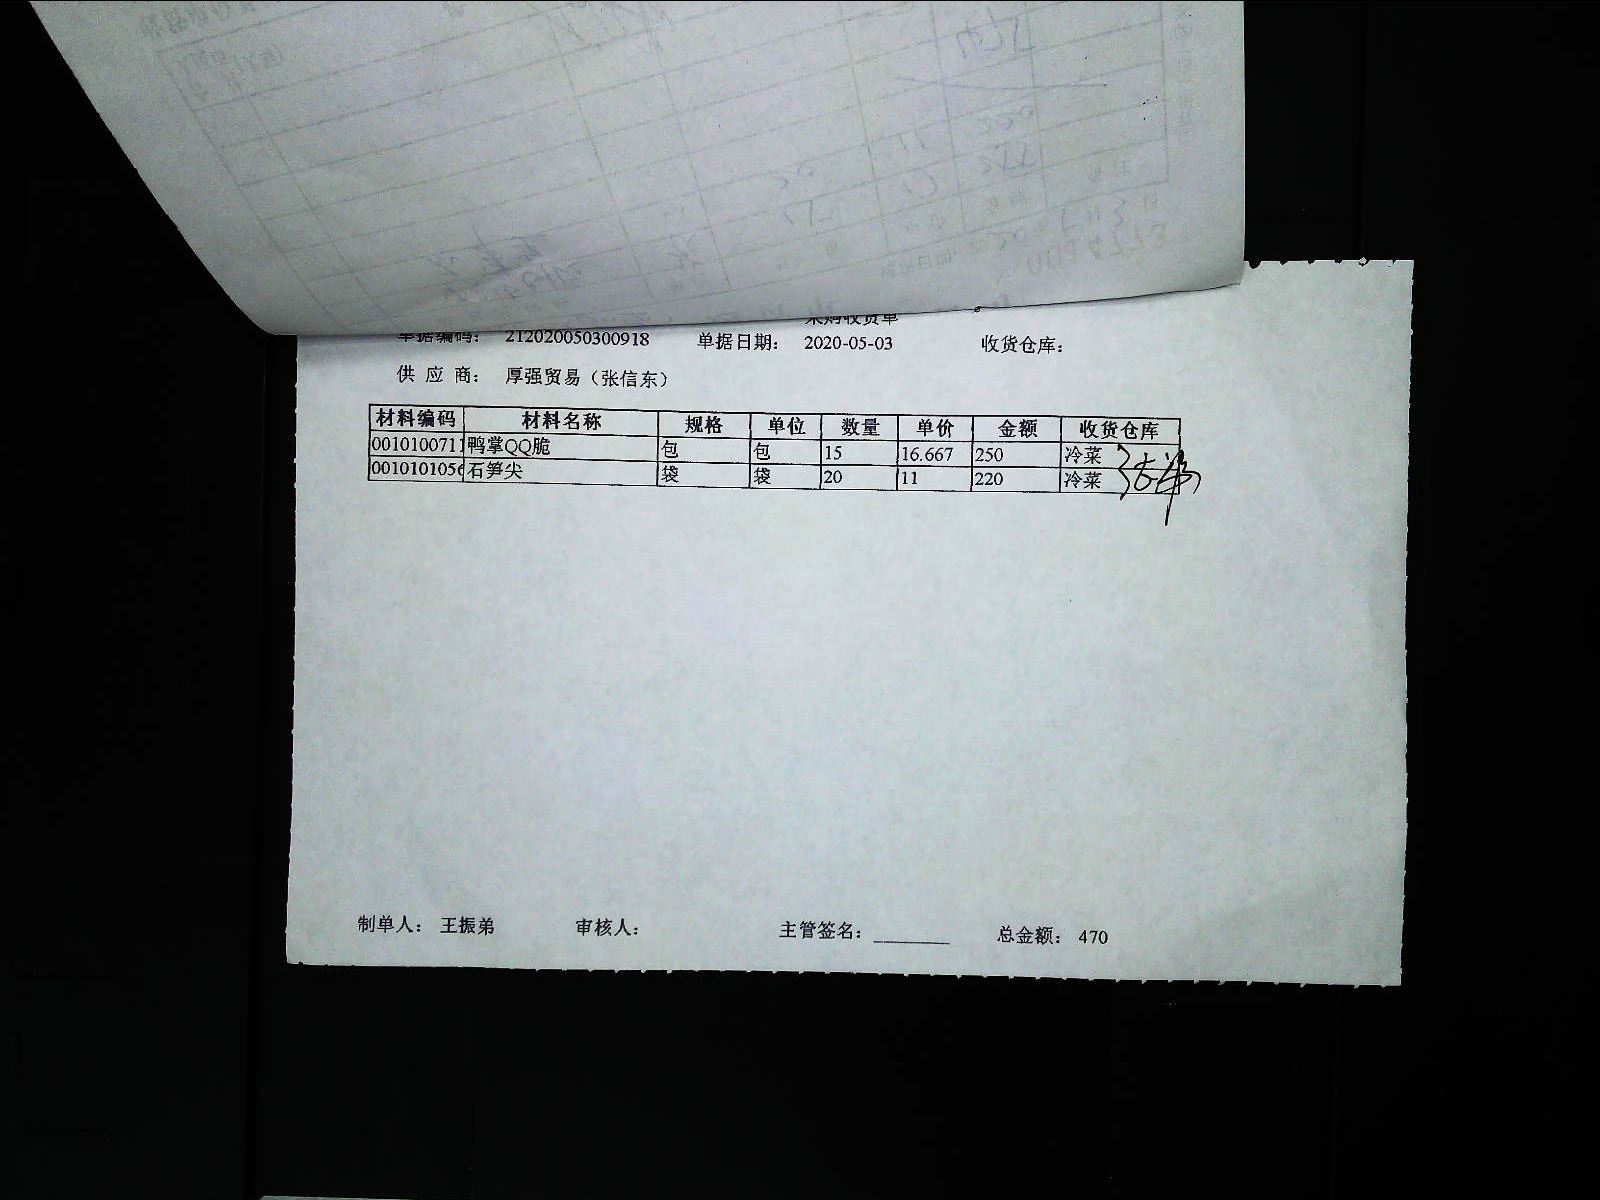 采购收货单
单据编码： 212020050300918 单据日期： 2020-05-03 收货仓库：
供 应 商： 厚强贸易（张信东）
材料编码 材料名称 规格 单位 数量 单价 金额 收货仓库
0010100711 鸭掌QQ脆 包 包 15 16.667 250 冷菜
0010101056 石笋尖 袋 袋 20 11 220 冷菜
制单人： 王振弟 审核人： 主管签名： 总金额： 470